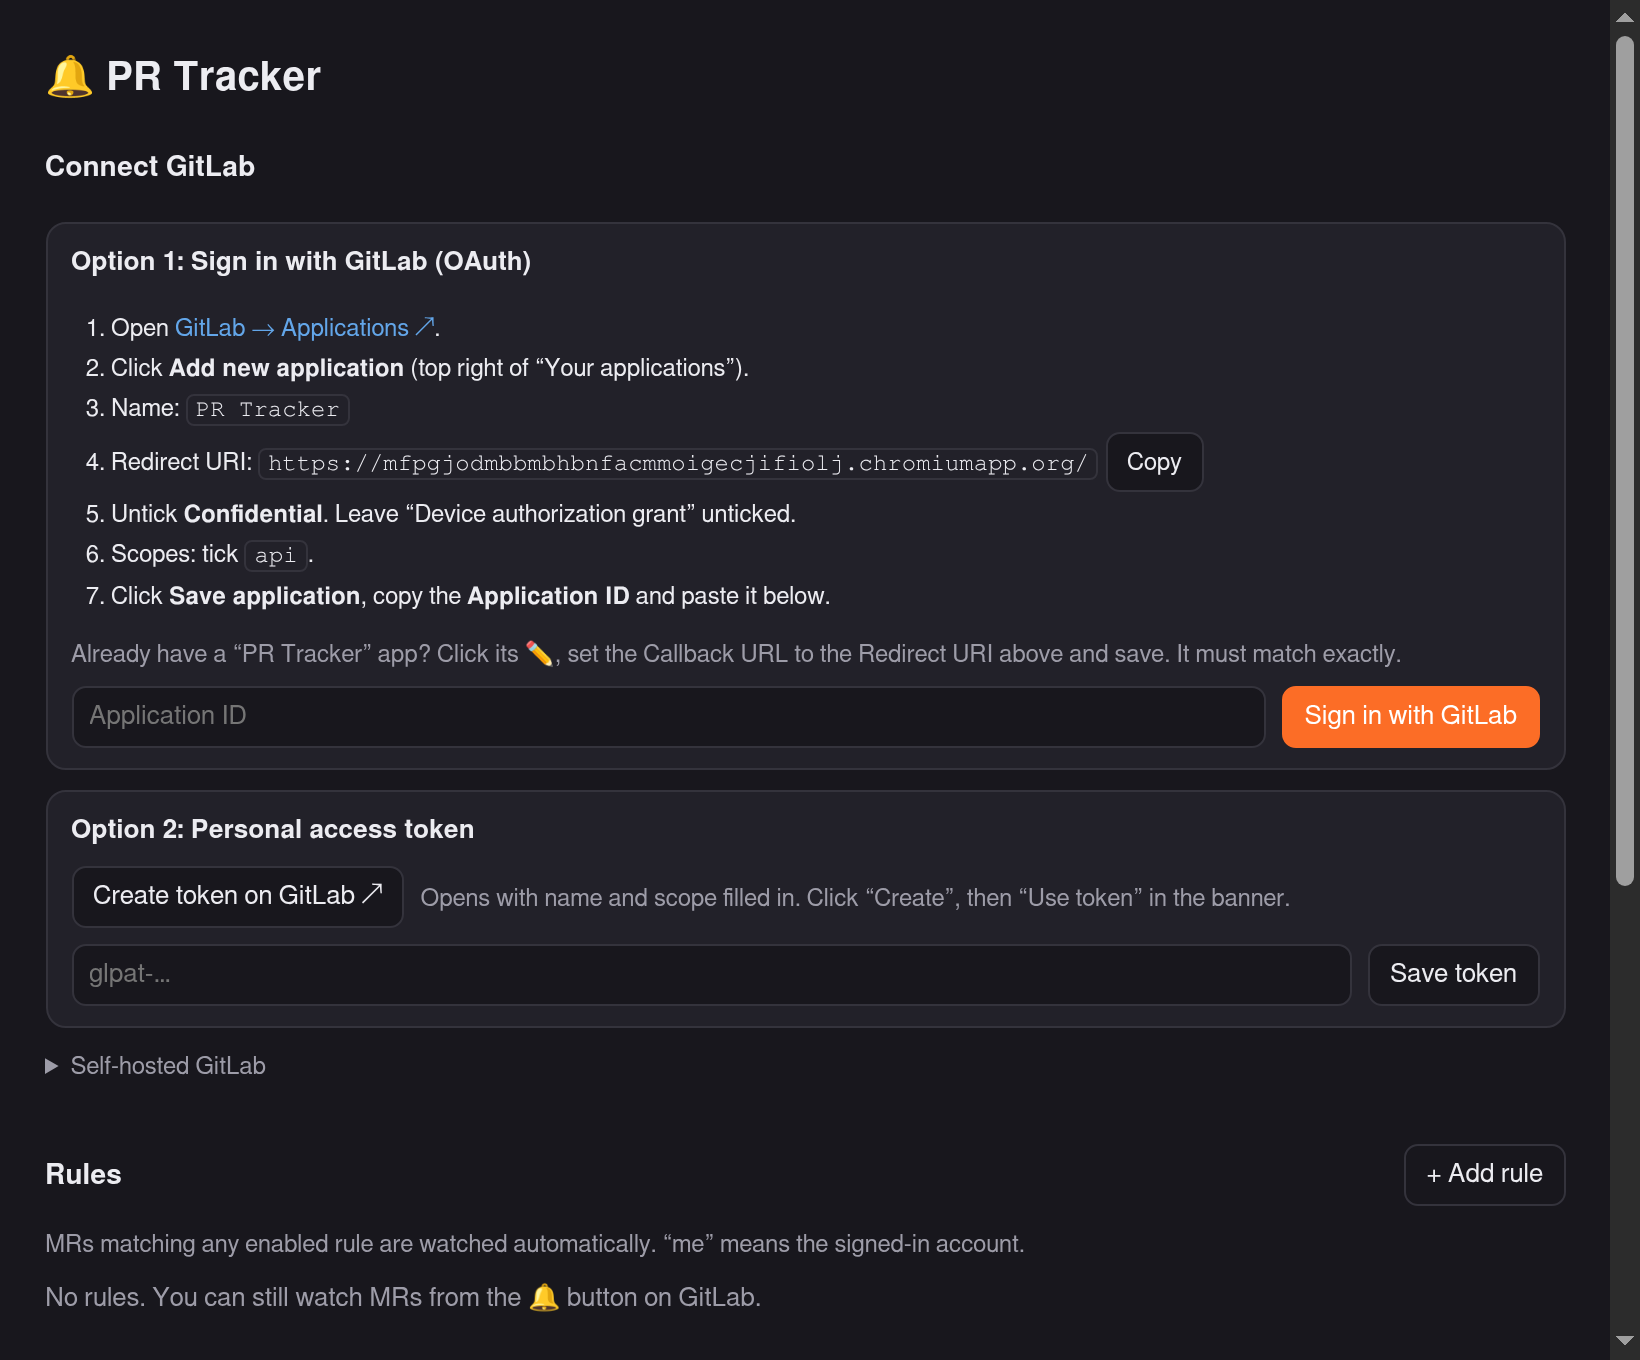 🔔 PR Tracker
Connect GitLab
Option 1: Sign in with GitLab (OAuth)
1. Open GitLab → Applications ↗.
2. Click Add new application (top right of “Your applications”).
3. Name: PR Tracker
4. Redirect URI: https://mfpgjodmbbmbhbnfacmmoigecjifiolj.chromiumapp.org/ Copy
5. Untick Confidential. Leave “Device authorization grant” unticked.
6. Scopes: tick api.
7. Click Save application, copy the Application ID and paste it below.
Already have a “PR Tracker” app? Click its ✏️, set the Callback URL to the Redirect URI above and save. It must match exactly.
Application ID Sign in with GitLab
Option 2: Personal access token
Create token on GitLab ↗ Opens with name and scope filled in. Click “Create”, then “Use token” in the banner.
glpat-... Save token
▶ Self-hosted GitLab
Rules + Add rule
MRs matching any enabled rule are watched automatically. “me” means the signed-in account.
No rules. You can still watch MRs from the 🔔 button on GitLab.